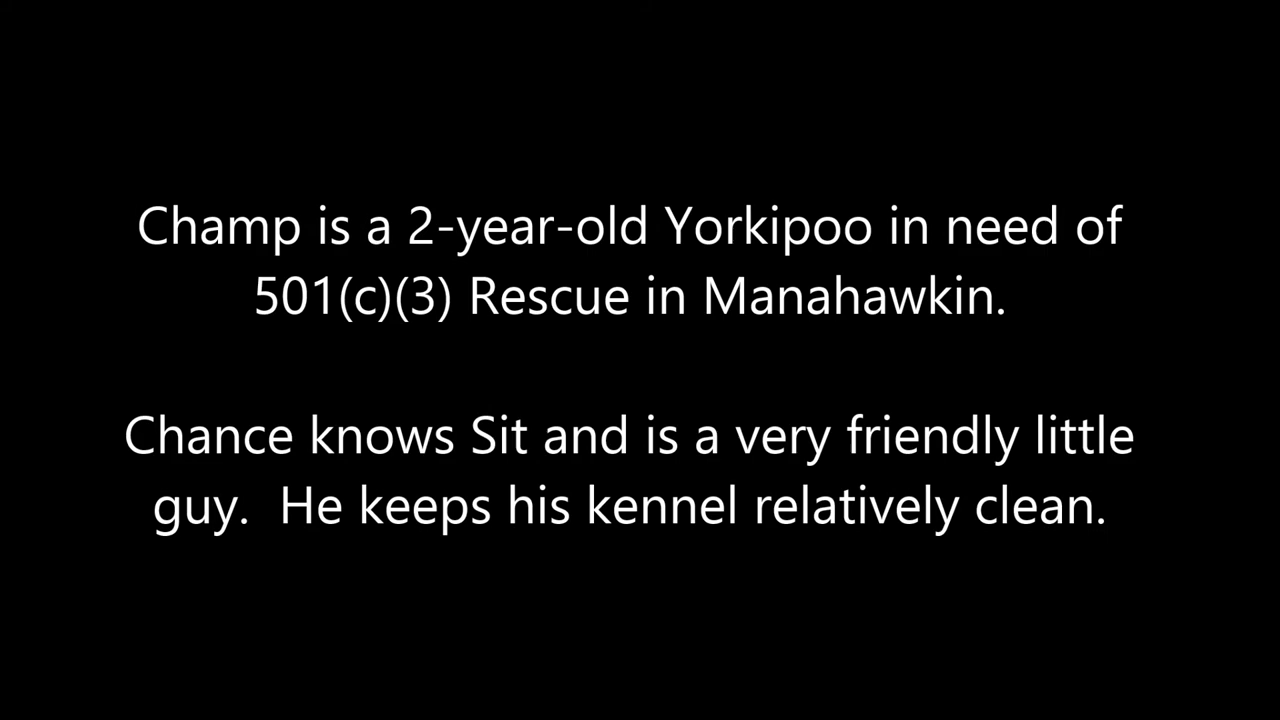 Champ is a 2-year-old Yorkipoo in need of
501(c)(3) Rescue in Manahawkin.
Chance knows Sit and is a very friendly little
guy.  He keeps his kennel relatively clean.